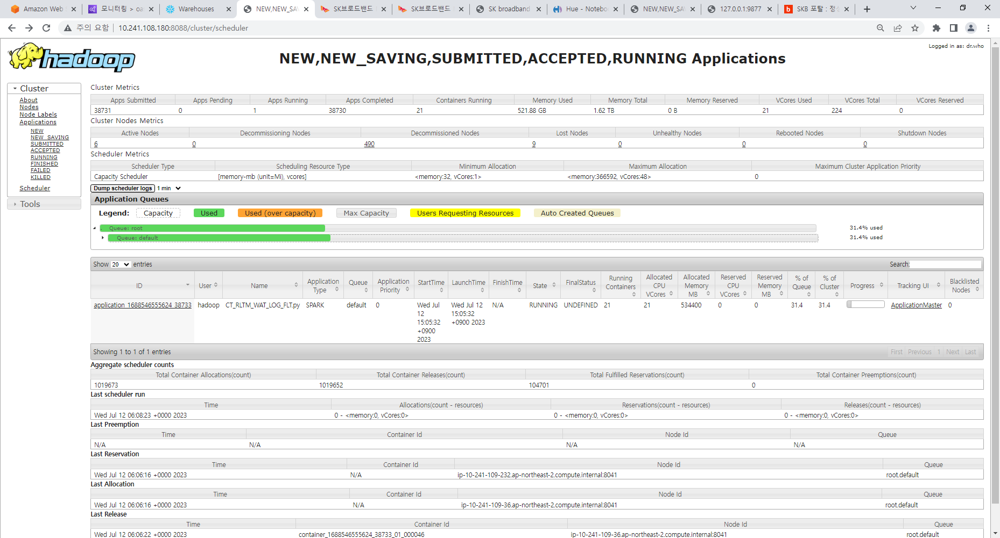 Amazon Web
모니터링 > oa
Warehouses
NEW,NEW_SA
SK브로드밴드
SK브로드밴드
SK broadband
Hue - Notebo
NEW,NEW_SA
127.0.0.1:9877
SKB 포탈 : 정
주의 요함 10.241.108.180:8088/cluster/scheduler
Logged in as: dr.who
hadoop
NEW,NEW_SAVING,SUBMITTED,ACCEPTED,RUNNING Applications
Cluster
About
Nodes
Node Labels
Applications
NEW
NEW_SAVING
SUBMITTED
ACCEPTED
RUNNING
FINISHED
FAILED
KILLED
Scheduler
Tools
Cluster Metrics
Apps Submitted Apps Pending Apps Running Apps Completed Containers Running Memory Used Memory Total Memory Reserved VCores Used VCores Total VCores Reserved
38731 0 1 38730 21 521.88 GB 1.62 TB 0 B 21 224 0
Cluster Nodes Metrics
Active Nodes Decommissioning Nodes Decommissioned Nodes Lost Nodes Unhealthy Nodes Rebooted Nodes Shutdown Nodes
6 0 490 9 0 0 0
Scheduler Metrics
Scheduler Type Scheduling Resource Type Minimum Allocation Maximum Allocation Maximum Cluster Application Priority
Capacity Scheduler [memory-mb (unit=Mi), vcores] <memory:32, vCores:1> <memory:366592, vCores:48> 0
Dump scheduler logs 1 min
Application Queues
Legend: Capacity Used Used (over capacity) Max Capacity Users Requesting Resources Auto Created Queues
Queue: root 31.4% used
Queue: default 31.4% used
Show 20 entries Search:
ID User Name Application Type Queue Application Priority StartTime LaunchTime FinishTime State FinalStatus Running Containers Allocated CPU VCores Allocated Memory MB Reserved CPU VCores Reserved Memory MB % of Queue % of Cluster Progress Tracking UI Blacklisted Nodes
application_1688546555624_38733 hadoop CT_RLTM_WAT_LOG_FLT.py SPARK default 0 Wed Jul 12 15:05:32 +0900 2023 Wed Jul 12 15:05:32 +0900 2023 N/A RUNNING UNDEFINED 21 21 534400 0 0 31.4 31.4 ApplicationMaster 0
Showing 1 to 1 of 1 entries First Previous 1 Next Last
Aggregate scheduler counts
Total Container Allocations(count) Total Container Releases(count) Total Fulfilled Reservations(count) Total Container Preemptions(count)
1019673 1019652 104701 0
Last scheduler run
Time Allocations(count - resources) Reservations(count - resources) Releases(count - resources)
Wed Jul 12 06:08:23 +0000 2023 0 - <memory:0, vCores:0> 0 - <memory:0, vCores:0> 0 - <memory:0, vCores:0>
Last Preemption
Time Container Id Node Id Queue
N/A N/A N/A N/A
Last Reservation
Time Container Id Node Id Queue
Wed Jul 12 06:06:16 +0000 2023 N/A ip-10-241-109-232.ap-northeast-2.compute.internal:8041 root.default
Last Allocation
Time Container Id Node Id Queue
Wed Jul 12 06:06:16 +0000 2023 N/A ip-10-241-109-36.ap-northeast-2.compute.internal:8041 root.default
Last Release
Time Container Id Node Id Queue
Wed Jul 12 06:06:22 +0000 2023 container_1688546555624_38733_01_000046 ip-10-241-109-36.ap-northeast-2.compute.internal:8041 root.default